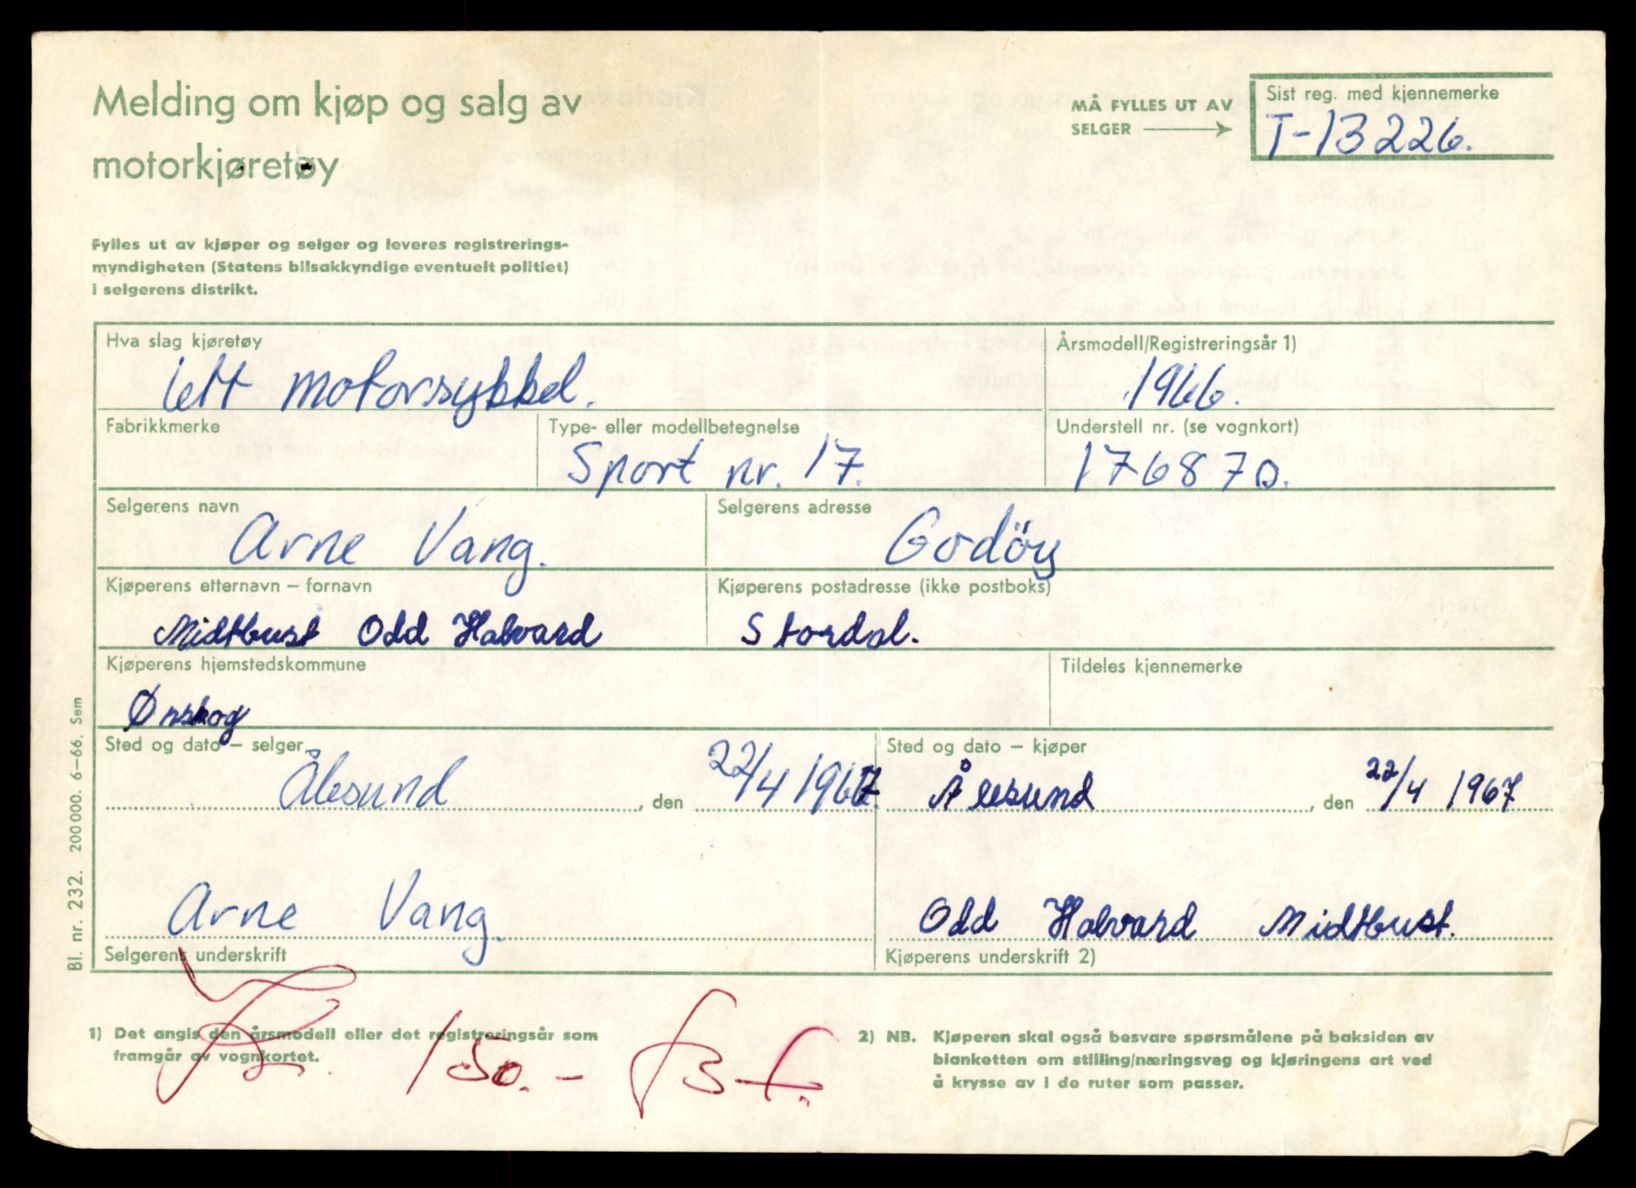 Melding om kjøp og salg av
motorkjøretøy
MÅ FYLLES UT AV
SELGER
Sist reg. med kjennemerke
T-13226.
Fylles ut av kjøper og selger og leveres registrerings-
myndigheten (Statens bilsakkyndige eventuelt politiet)
i selgerens distrikt.
Hva slag kjøretøy
Årsmodell/Registreringsår 1)
lett motorsykkel.
1966.
Fabrikkmerke
Type- eller modellbetegnelse
Understell nr. (se vognkort)
Sport nr. 17.
176870.
Selgerens navn
Selgerens adresse
Arne Vang.
Godöy
Kjøperens etternavn – fornavn
Kjøperens postadresse (ikke postboks)
Midtbust Odd Halvard
Stordal.
Kjøperens hjemstedskommune
Tildeles kjennemerke
Ønskog
Sted og dato – selger
Sted og dato – kjøper
Ålesund, den 22/4 1967
Ålesund, den 22/4 1967
Arne Vang.
Odd Halvard Midtbust.
Selgerens underskrift
Kjøperens underskrift 2)
Bl. nr. 232. 200 000. 6–66. Sem
150.-
1) Det angis den årsmodell eller det registreringsår som
framgår av vognkortet.
2) NB. Kjøperen skal også besvare spørsmålene på baksiden av
blanketten om stilling/næringsveg og kjøringens art ved
å krysse av i de ruter som passer.